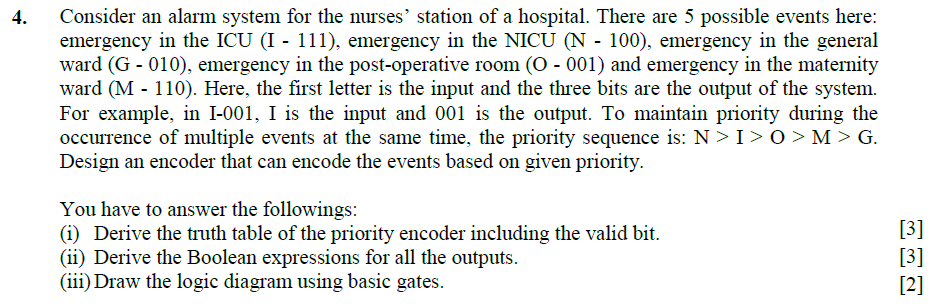 4. Consider an alarm system for the nurses’ station of a hospital. There are 5 possible events here:
emergency in the ICU (I - 111), emergency in the NICU (N - 100), emergency in the general
ward (G - 010), emergency in the post-operative room (O - 001) and emergency in the maternity
ward (M - 110). Here, the first letter is the input and the three bits are the output of the system.
For example, in I-001, I is the input and 001 is the output. To maintain priority during the
occurrence of multiple events at the same time, the priority sequence is: N > I > O > M > G.
Design an encoder that can encode the events based on given priority.
You have to answer the followings:
(i) Derive the truth table of the priority encoder including the valid bit. [3]
(ii) Derive the Boolean expressions for all the outputs. [3]
(iii) Draw the logic diagram using basic gates. [2]